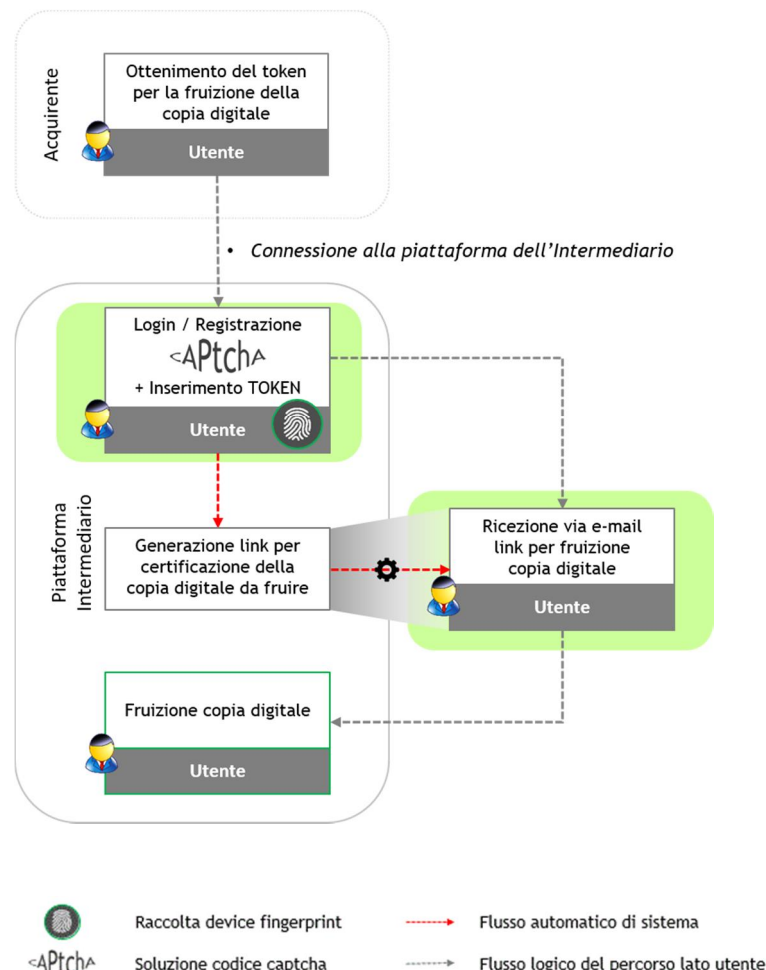 Acquirente
Ottenimento del token
per la fruizione della
copia digitale
Utente
• Connessione alla piattaforma dell’Intermediario
Piattaforma
Intermediario
Login / Registrazione
<APtchA
+ Inserimento TOKEN
Utente
Generazione link per
certificazione della
copia digitale da fruire
Ricezione via e-mail
link per fruizione
copia digitale
Utente
Fruizione copia digitale
Utente
Raccolta device fingerprint
Flusso automatico di sistema
<APtchA
Soluzione codice captcha
Flusso logico del percorso lato utente